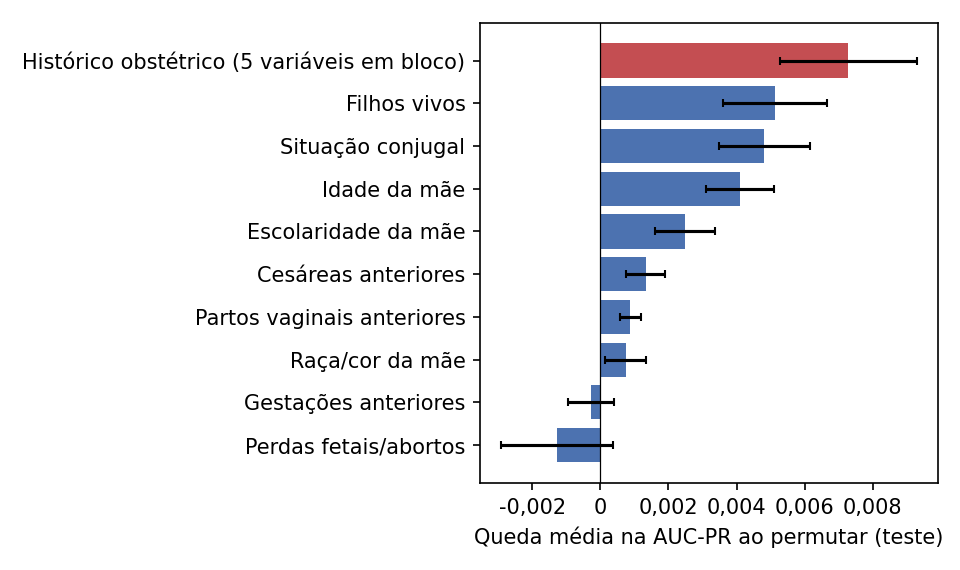 Histórico obstétrico (5 variáveis em bloco)
Filhos vivos
Situação conjugal
Idade da mãe
Escolaridade da mãe
Cesáreas anteriores
Partos vaginais anteriores
Raça/cor da mãe
Gestações anteriores
Perdas fetais/abortos
-0,002 0 0,002 0,004 0,006 0,008
Queda média na AUC-PR ao permutar (teste)